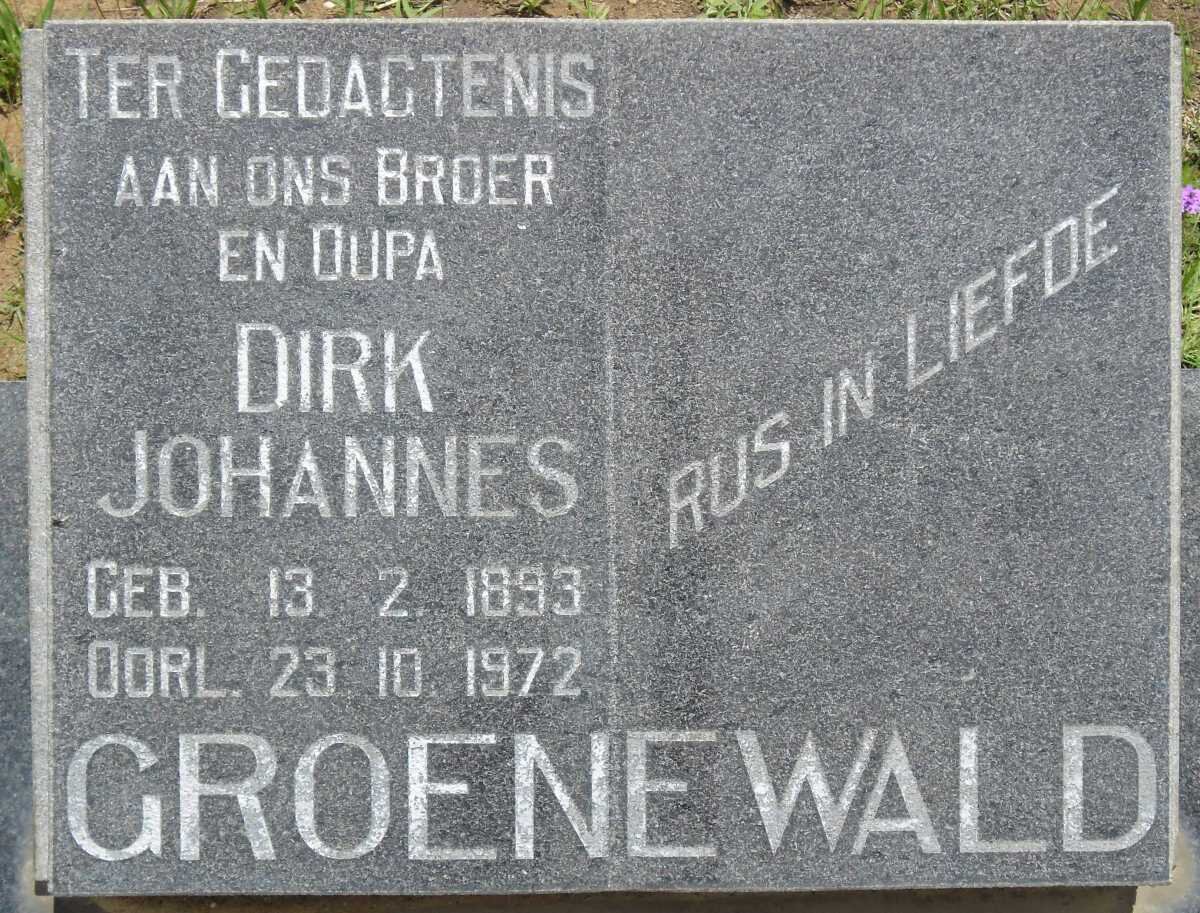 TER GEDAGTENIS
AAN ONS BROER
EN OUPA
DIRK
JOHANNES
GEB. 13 2 1893
OORL. 23. 10. 1972
RUS IN LIEFDE
GROENEWALD